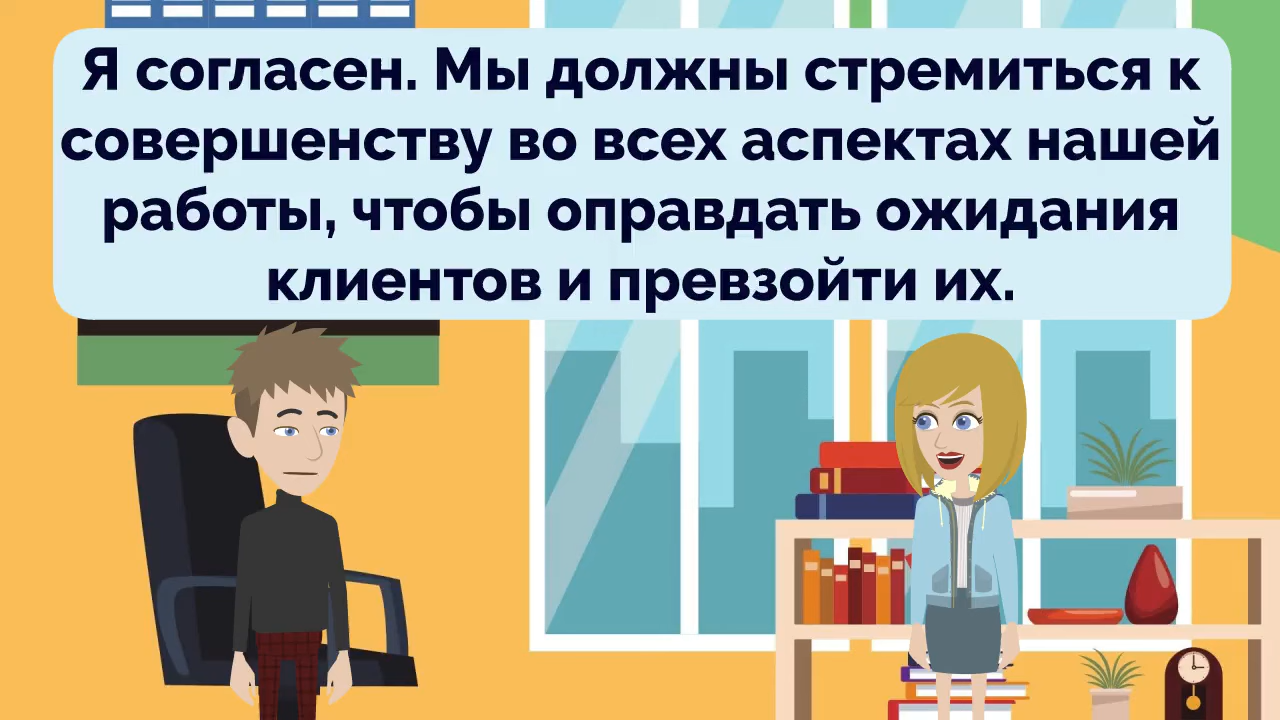 Я согласен. Мы должны стремиться к
совершенству во всех аспектах нашей
работы, чтобы оправдать ожидания
клиентов и превзойти их.